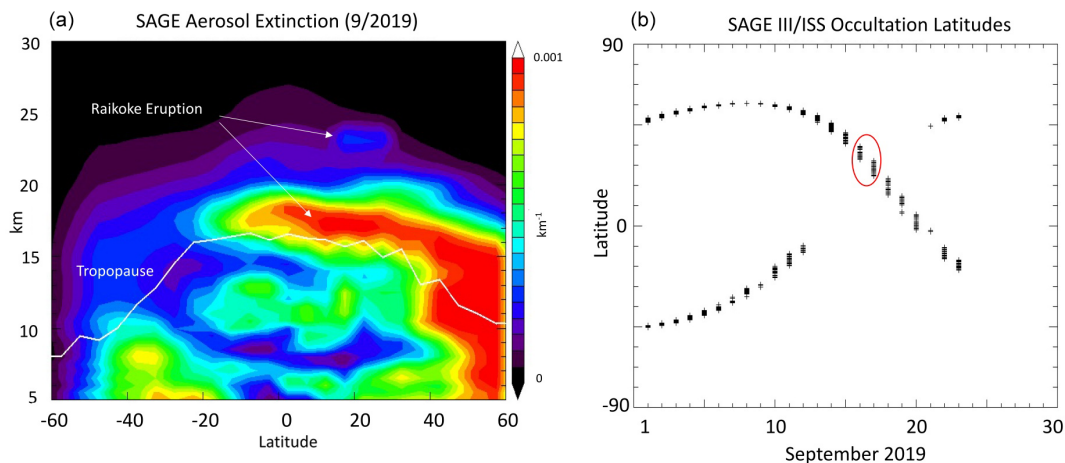 (a) SAGE Aerosol Extinction (9/2019)
30
25
20
15
10
5
km
-60 -40 -20 0 20 40 60
Latitude
Raikoke Eruption
Tropopause
0.001
km⁻¹
0
(b) SAGE III/ISS Occultation Latitudes
90
0
-90
Latitude
1 10 20 30
September 2019